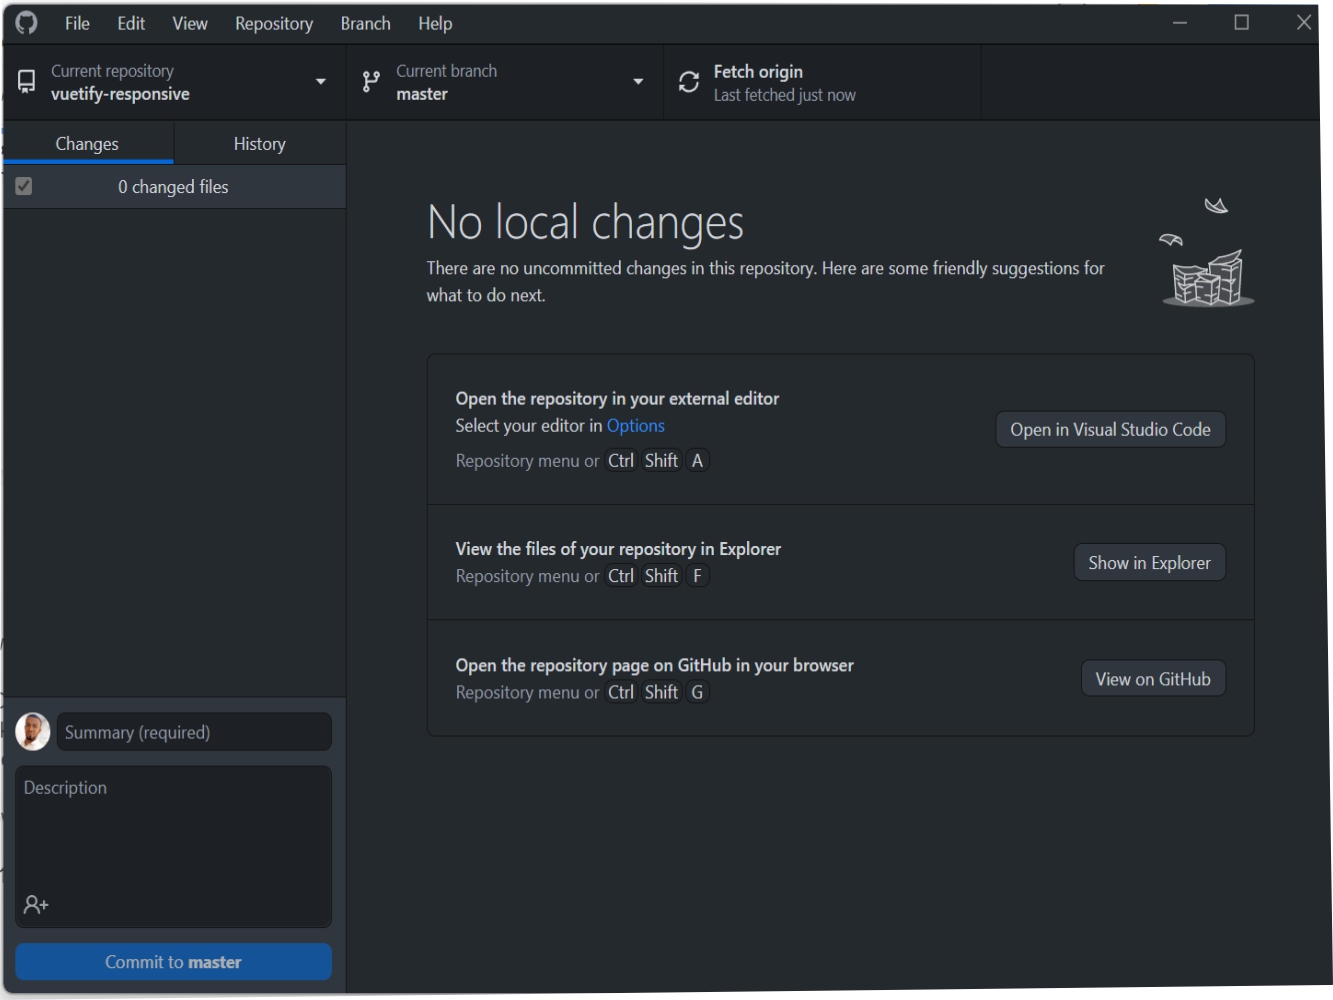 File Edit View Repository Branch Help
Current repository
vuetify-responsive
Current branch
master
Fetch origin
Last fetched just now
Changes
History
0 changed files
No local changes
There are no uncommitted changes in this repository. Here are some friendly suggestions for
what to do next.
Open the repository in your external editor
Select your editor in Options
Repository menu or Ctrl Shift A
Open in Visual Studio Code
View the files of your repository in Explorer
Repository menu or Ctrl Shift F
Show in Explorer
Open the repository page on GitHub in your browser
Repository menu or Ctrl Shift G
View on GitHub
Summary (required)
Description
Commit to master